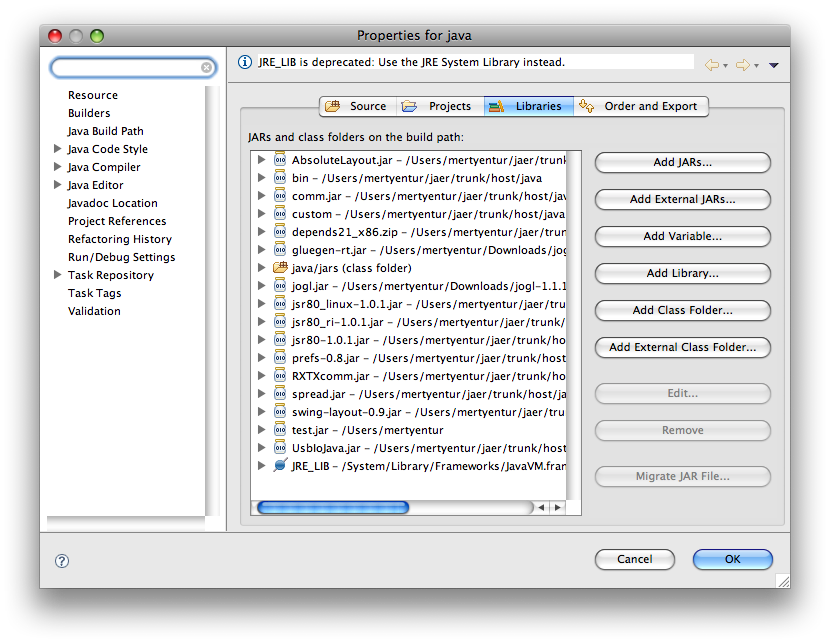 Properties for java
JRE_LIB is deprecated: Use the JRE System Library instead.
Resource
Builders
Java Build Path
Java Code Style
Java Compiler
Java Editor
Javadoc Location
Project References
Refactoring History
Run/Debug Settings
Task Repository
Task Tags
Validation
Source
Projects
Libraries
Order and Export
JARs and class folders on the build path:
AbsoluteLayout.jar – /Users/mertyentur/jaer/trunk
bin – /Users/mertyentur/jaer/trunk/host/java
comm.jar – /Users/mertyentur/jaer/trunk/host/jav
custom – /Users/mertyentur/jaer/trunk/host/java
depends21_x86.zip – /Users/mertyentur/jaer/trun
gluegen-rt.jar – /Users/mertyentur/Downloads/jog
java/jars (class folder)
jogl.jar – /Users/mertyentur/Downloads/jogl-1.1.1
jsr80_linux-1.0.1.jar – /Users/mertyentur/jaer/tru
jsr80_ri-1.0.1.jar – /Users/mertyentur/jaer/trunk/
jsr80-1.0.1.jar – /Users/mertyentur/jaer/trunk/ho
prefs-0.8.jar – /Users/mertyentur/jaer/trunk/host
RXTXcomm.jar – /Users/mertyentur/jaer/trunk/ho
spread.jar – /Users/mertyentur/jaer/trunk/host/ja
swing-layout-0.9.jar – /Users/mertyentur/jaer/tru
test.jar – /Users/mertyentur
UsbIoJava.jar – /Users/mertyentur/jaer/trunk/host
JRE_LIB – /System/Library/Frameworks/JavaVM.fran
Add JARs...
Add External JARs...
Add Variable...
Add Library...
Add Class Folder...
Add External Class Folder...
Edit...
Remove
Migrate JAR File...
?
Cancel
OK